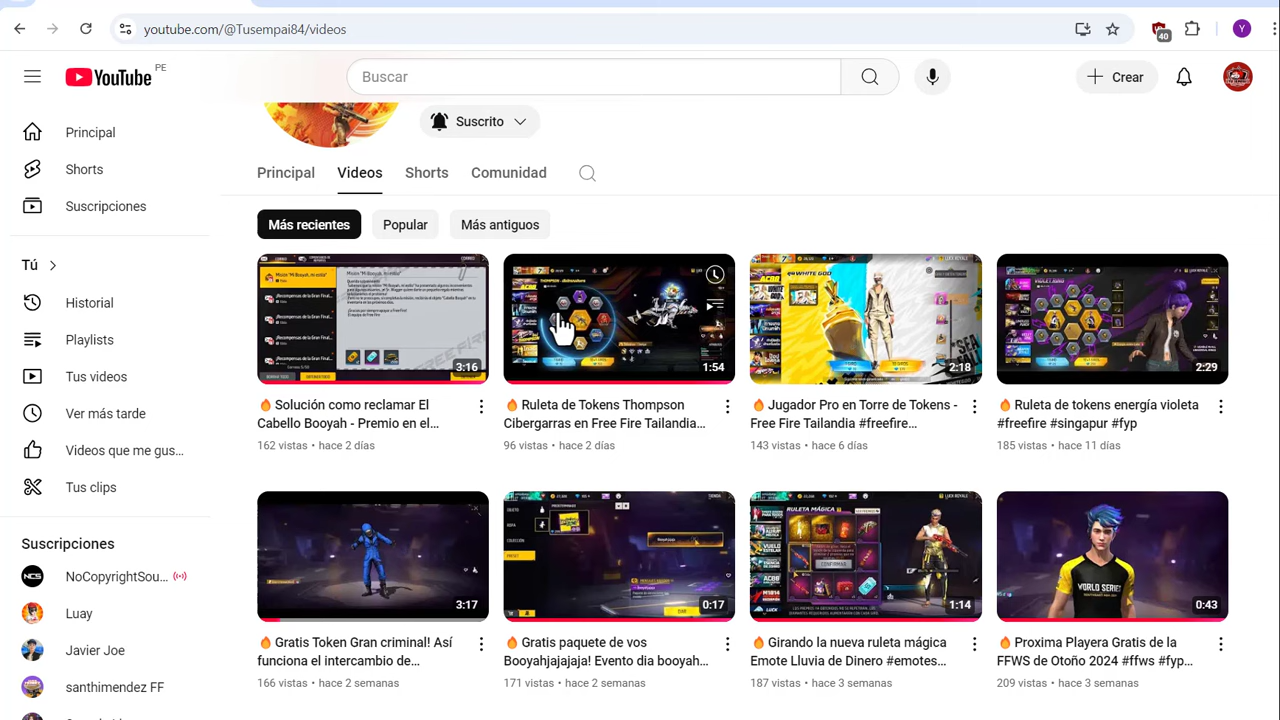 youtube.com/@Tusempai84/videos
40
Y
YouTube PE
Buscar
Crear
Principal
Shorts
Suscripciones
Tú
Historial
Playlists
Tus videos
Ver más tarde
Videos que me gus...
Tus clips
Suscripciones
NCS
NoCopyrightSou...
Luay
Javier Joe
santhimendez FF
Suscrito
Principal
Videos
Shorts
Comunidad
Más recientes
Popular
Más antiguos
3:16
1:54
2:18
2:29
🔥Solución como reclamar El
Cabello Booyah - Premio en el...
162 vistas • hace 2 días
🔥Ruleta de Tokens Thompson
Cibergarras en Free Fire Tailandia...
96 vistas • hace 2 días
🔥Jugador Pro en Torre de Tokens -
Free Fire Tailandia #freefire...
143 vistas • hace 6 días
🔥Ruleta de tokens energía violeta
#freefire #singapur #fyp
185 vistas • hace 11 días
3:17
0:17
RULETA MÁGICA
CONFIRMAR
1:14
WORLD SERIES
0:43
🔥Gratis Token Gran criminal! Así
funciona el intercambio de...
166 vistas • hace 2 semanas
🔥Gratis paquete de vos
Booyahjajajaja! Evento dia booyah...
171 vistas • hace 2 semanas
🔥Girando la nueva ruleta mágica
Emote Lluvia de Dinero #emotes...
187 vistas • hace 3 semanas
🔥Proxima Playera Gratis de la
FFWS de Otoño 2024 #ffws #fyp...
209 vistas • hace 3 semanas